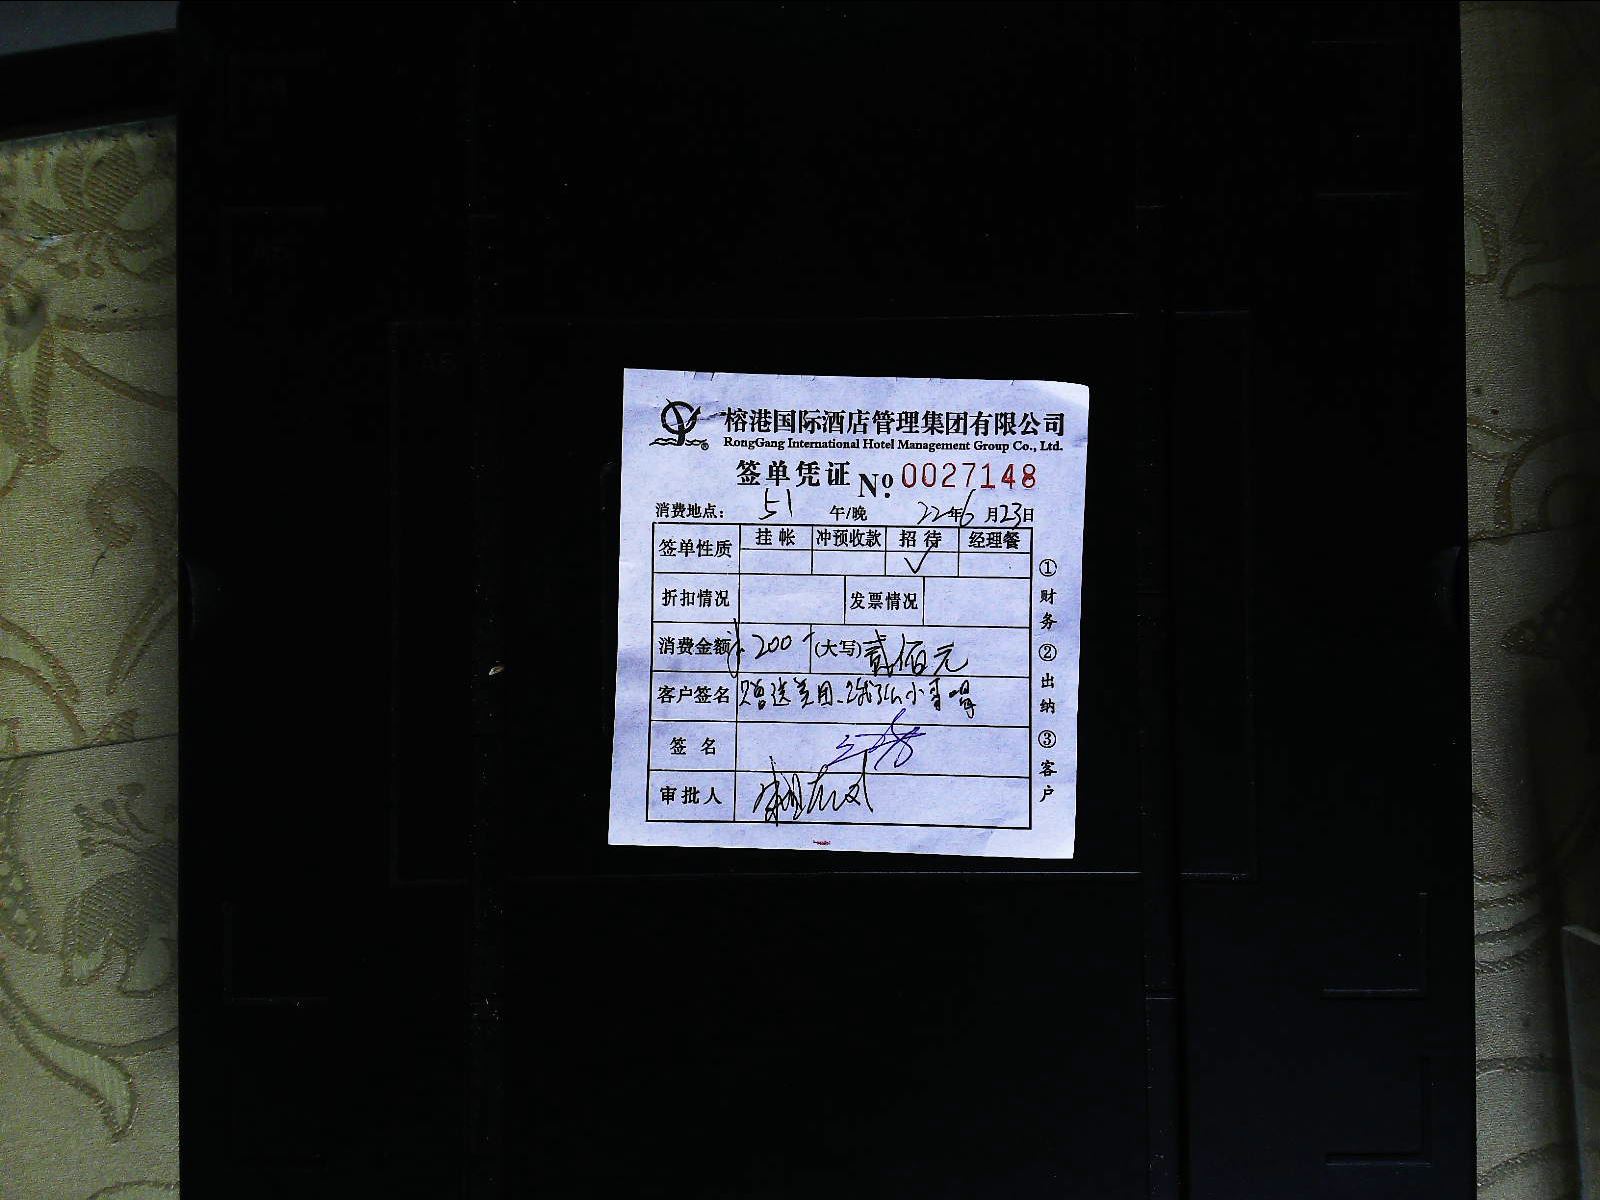 榕港国际酒店管理集团有限公司
RongGang International Hotel Management Group Co., Ltd.
签单凭证 №: 0027148
消费地点: 51 午/晚 22年6月23日
签单性质 挂帐 冲预收款 招待 经理餐
√
折扣情况 发票情况
消费金额 ¥200 (大写) 贰佰元
客户签名 赠送美团
签名
审批人
①财务 ②出纳 ③客户